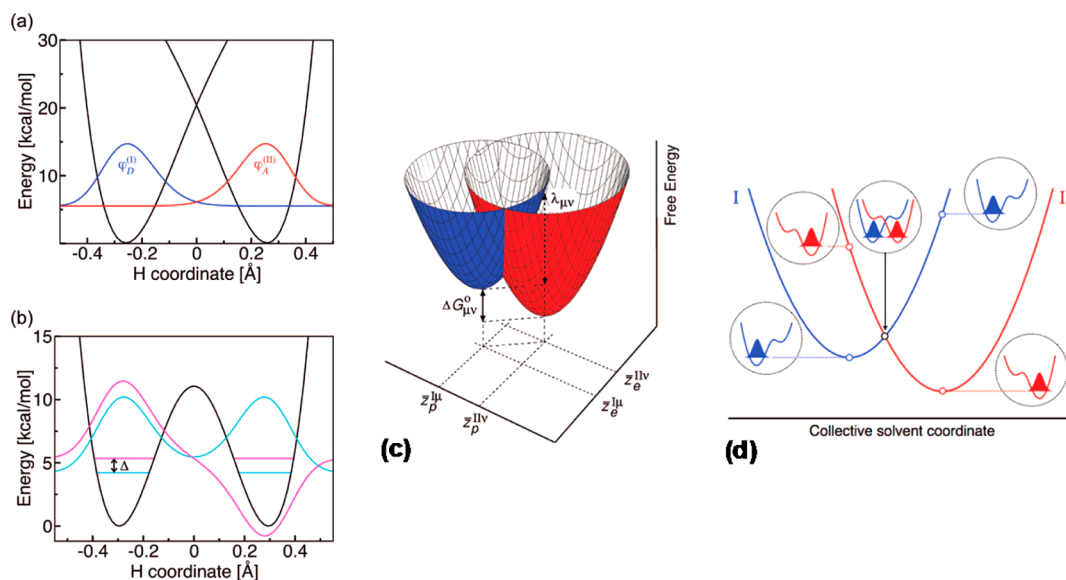 (a)
30
20
10
Energy [kcal/mol]
φ_D^(I)
φ_A^(II)
-0.4 -0.2 0 0.2 0.4
H coordinate [Å]
(b)
15
10
5
0
Energy [kcal/mol]
Δ
-0.4 -0.2 0 0.2 0.4
H coordinate [Å]
Free Energy
λ_μν
ΔG°_μν
z̄_p^Iμ
z̄_p^IIν
z̄_e^IIν
z̄_e^Iμ
(c)
I
I
Collective solvent coordinate
(d)